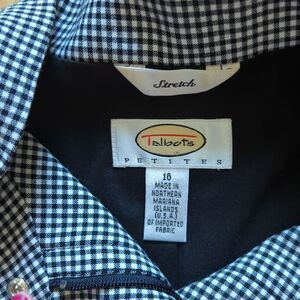 Stretch
Talbots
PETITES
16
MADE IN
NORTHERN
MARIANA
ISLANDS
(U.S.A.)
OF IMPORTED
FABRIC